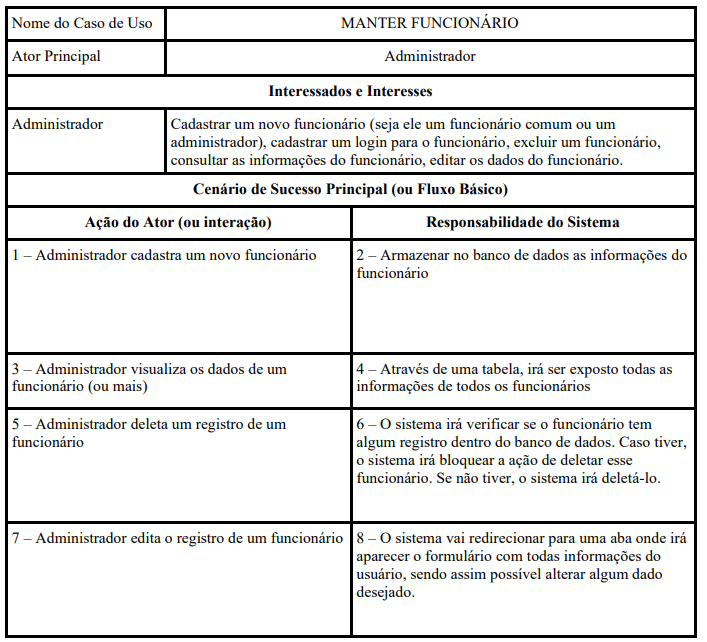 Nome do Caso de Uso
MANTER FUNCIONÁRIO
Ator Principal
Administrador
Interessados e Interesses
Administrador
Cadastrar um novo funcionário (seja ele um funcionário comum ou um
administrador), cadastrar um login para o funcionário, excluir um funcionário,
consultar as informações do funcionário, editar os dados do funcionário.
Cenário de Sucesso Principal (ou Fluxo Básico)
Ação do Ator (ou interação)
Responsabilidade do Sistema
1 – Administrador cadastra um novo funcionário
2 – Armazenar no banco de dados as informações do
funcionário
3 – Administrador visualiza os dados de um
funcionário (ou mais)
4 – Através de uma tabela, irá ser exposto todas as
informações de todos os funcionários
5 – Administrador deleta um registro de um
funcionário
6 – O sistema irá verificar se o funcionário tem
algum registro dentro do banco de dados. Caso tiver,
o sistema irá bloquear a ação de deletar esse
funcionário. Se não tiver, o sistema irá deletá-lo.
7 – Administrador edita o registro de um funcionário
8 – O sistema vai redirecionar para uma aba onde irá
aparecer o formulário com todas informações do
usuário, sendo assim possível alterar algum dado
desejado.